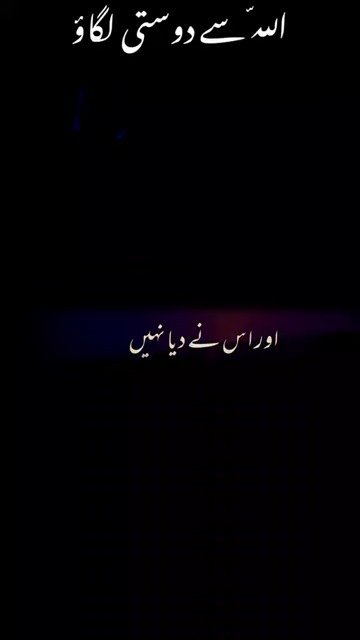 اللہ سے دوستی لگاؤ
اور اس نے دیا نہیں